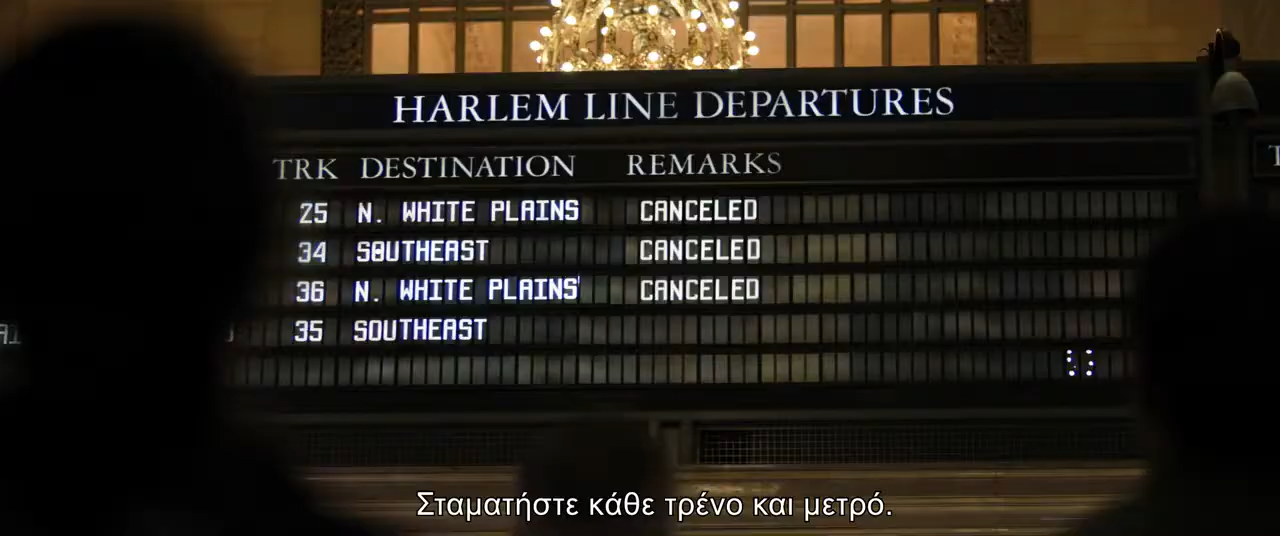 HARLEM LINE DEPARTURES
TRK DESTINATION REMARKS
25 N. WHITE PLAINS CANCELED
34 SOUTHEAST CANCELED
36 N. WHITE PLAINS CANCELED
35 SOUTHEAST
Σταματήστε κάθε τρένο και μετρό.